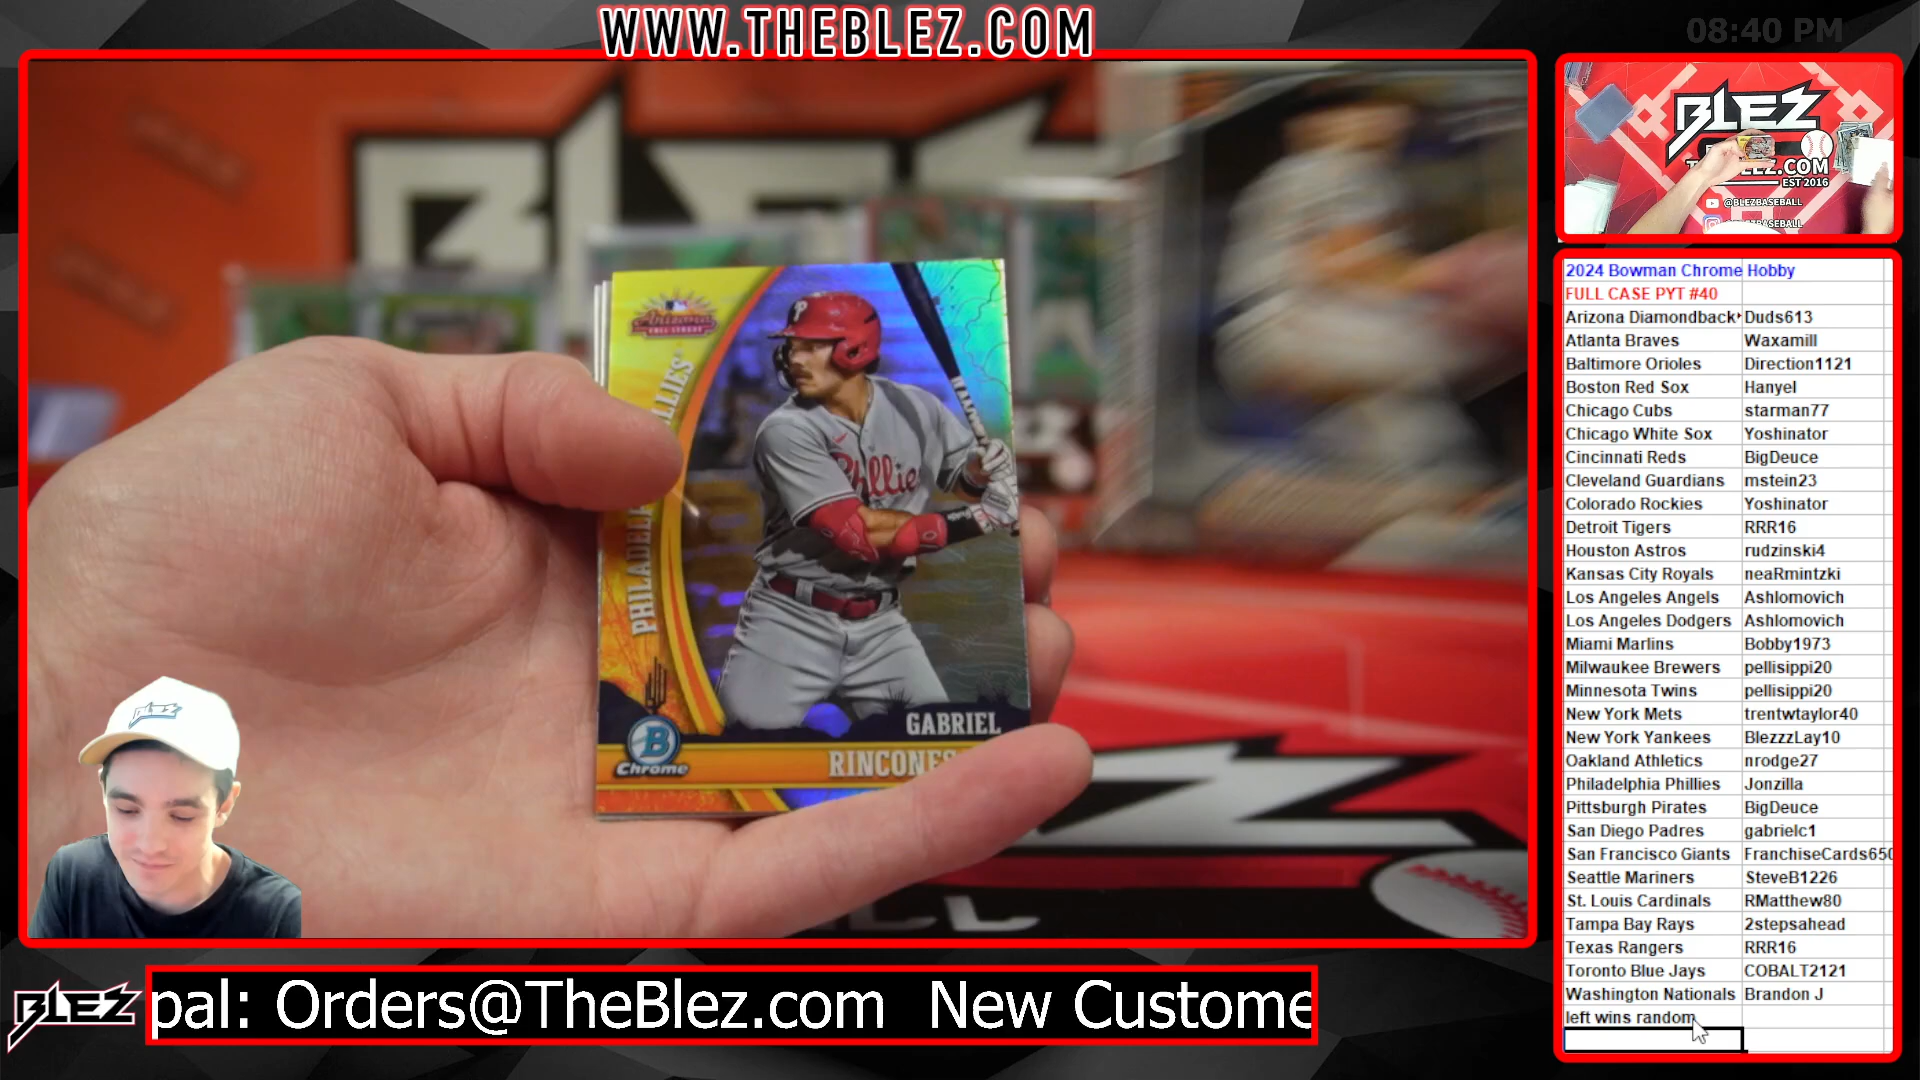 WWW.THEBLEZ.COM
08:40 PM
BLEZ
.COM
EST 2016
@BLEZBASEBALL
Arizona
FALL LEAGUE
Phillies
GABRIEL
RINCONES
B
Chrome
BLEZ
2024 Bowman Chrome Hobby
FULL CASE PYT #40
Arizona Diamondback Duds613
Atlanta Braves Waxamill
Baltimore Orioles Direction1121
Boston Red Sox Hanyel
Chicago Cubs starman77
Chicago White Sox Yoshinator
Cincinnati Reds BigDeuce
Cleveland Guardians mstein23
Colorado Rockies Yoshinator
Detroit Tigers RRR16
Houston Astros rudzinski4
Kansas City Royals neaRmintzki
Los Angeles Angels Ashlomovich
Los Angeles Dodgers Ashlomovich
Miami Marlins Bobby1973
Milwaukee Brewers pellisippi20
Minnesota Twins pellisippi20
New York Mets trentwtaylor40
New York Yankees BlezzzLay10
Oakland Athletics nrodge27
Philadelphia Phillies Jonzilla
Pittsburgh Pirates BigDeuce
San Diego Padres gabrielc1
San Francisco Giants FranchiseCards650
Seattle Mariners SteveB1226
St. Louis Cardinals RMatthew80
Tampa Bay Rays 2stepsahead
Texas Rangers RRR16
Toronto Blue Jays COBALT2121
Washington Nationals Brandon J
left wins random
BLEZ
pal: Orders@TheBlez.com New Custome